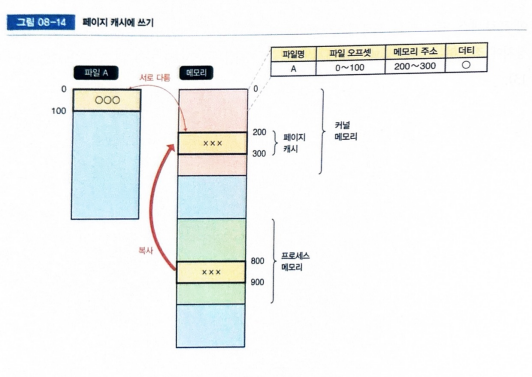 그림 08-14 페이지 캐시에 쓰기
파일명 파일 오프셋 메모리 주소 더티
A 0~100 200~300 ○
파일 A
메모리
서로 다름
0
100
○○○
0
200
300
×××
페이지
캐시
커널
메모리
복사
×××
800
900
프로세스
메모리